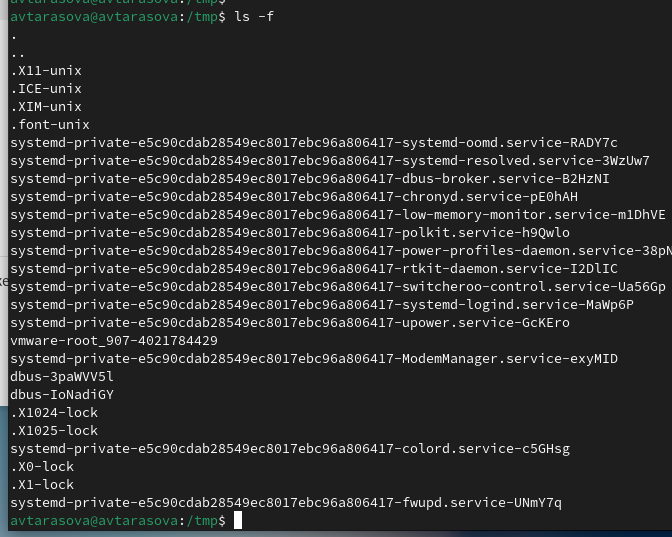 avtarasova@avtarasova:/tmp$
avtarasova@avtarasova:/tmp$ ls -f
.
..
.X11-unix
.ICE-unix
.XIM-unix
.font-unix
systemd-private-e5c90cdab28549ec8017ebc96a806417-systemd-oomd.service-RADY7c
systemd-private-e5c90cdab28549ec8017ebc96a806417-systemd-resolved.service-3WzUw7
systemd-private-e5c90cdab28549ec8017ebc96a806417-dbus-broker.service-B2HzNI
systemd-private-e5c90cdab28549ec8017ebc96a806417-chronyd.service-pE0hAH
systemd-private-e5c90cdab28549ec8017ebc96a806417-low-memory-monitor.service-m1DhVE
systemd-private-e5c90cdab28549ec8017ebc96a806417-polkit.service-h9Qwlo
systemd-private-e5c90cdab28549ec8017ebc96a806417-power-profiles-daemon.service-38pN
systemd-private-e5c90cdab28549ec8017ebc96a806417-rtkit-daemon.service-I2DlIC
systemd-private-e5c90cdab28549ec8017ebc96a806417-switcheroo-control.service-Ua56Gp
systemd-private-e5c90cdab28549ec8017ebc96a806417-systemd-logind.service-MaWp6P
systemd-private-e5c90cdab28549ec8017ebc96a806417-upower.service-GcKEro
vmware-root_907-4021784429
systemd-private-e5c90cdab28549ec8017ebc96a806417-ModemManager.service-exyMID
dbus-3paWVV5l
dbus-IoNadiGY
.X1024-lock
.X1025-lock
systemd-private-e5c90cdab28549ec8017ebc96a806417-colord.service-c5GHsg
.X0-lock
.X1-lock
systemd-private-e5c90cdab28549ec8017ebc96a806417-fwupd.service-UNmY7q
avtarasova@avtarasova:/tmp$